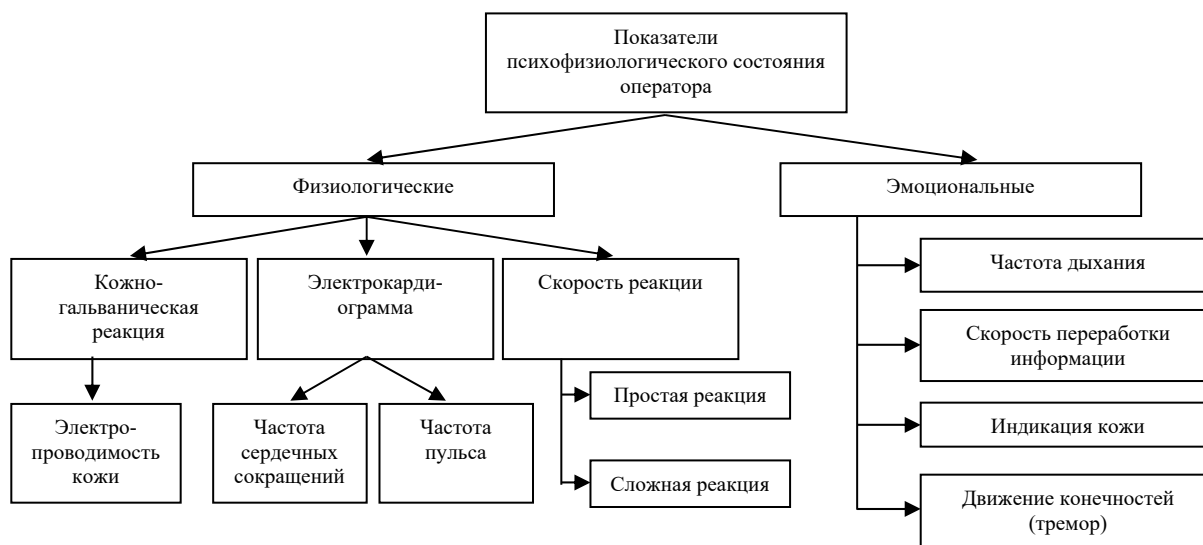 Показатели
психофизиологического состояния
оператора
Физиологические
Эмоциональные
Кожно-
гальваническая
реакция
Электрокарди-
ограмма
Скорость реакции
Частота дыхания
Скорость переработки
информации
Простая реакция
Электро-
проводимость
кожи
Частота
сердечных
сокращений
Частота
пульса
Индикация кожи
Сложная реакция
Движение конечностей
(тремор)